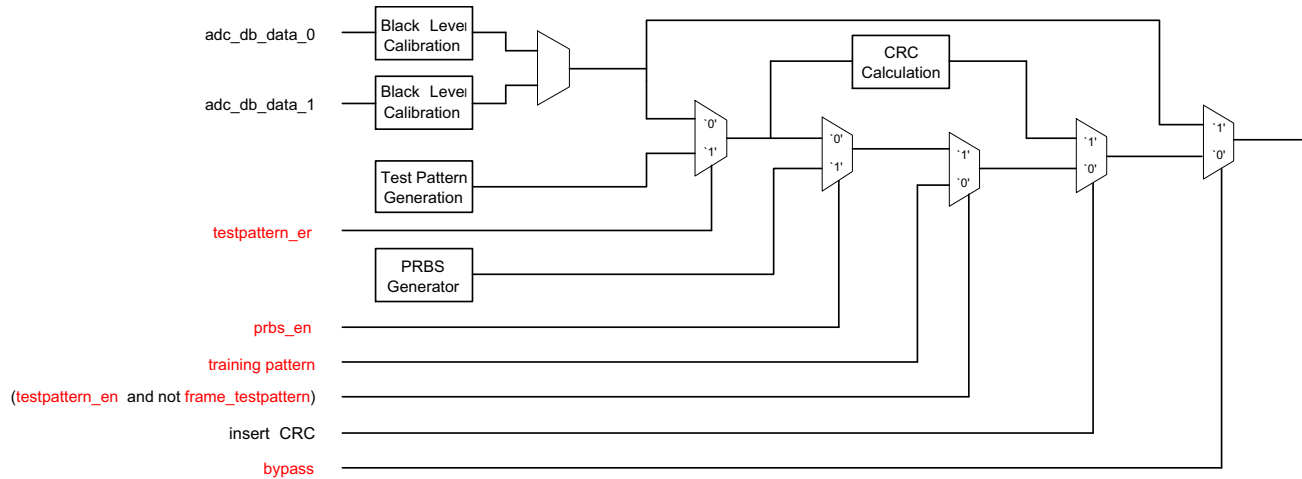 adc_db_data_0
Black Level
Calibration
adc_db_data_1
Black Level
Calibration
CRC
Calculation
`0'
`1'
`0'
`1'
`1'
`0'
`1'
`0'
`1'
`0'
Test Pattern
Generation
testpattern_er
PRBS
Generator
prbs_en
training pattern
(testpattern_en and not frame_testpattern)
insert CRC
bypass